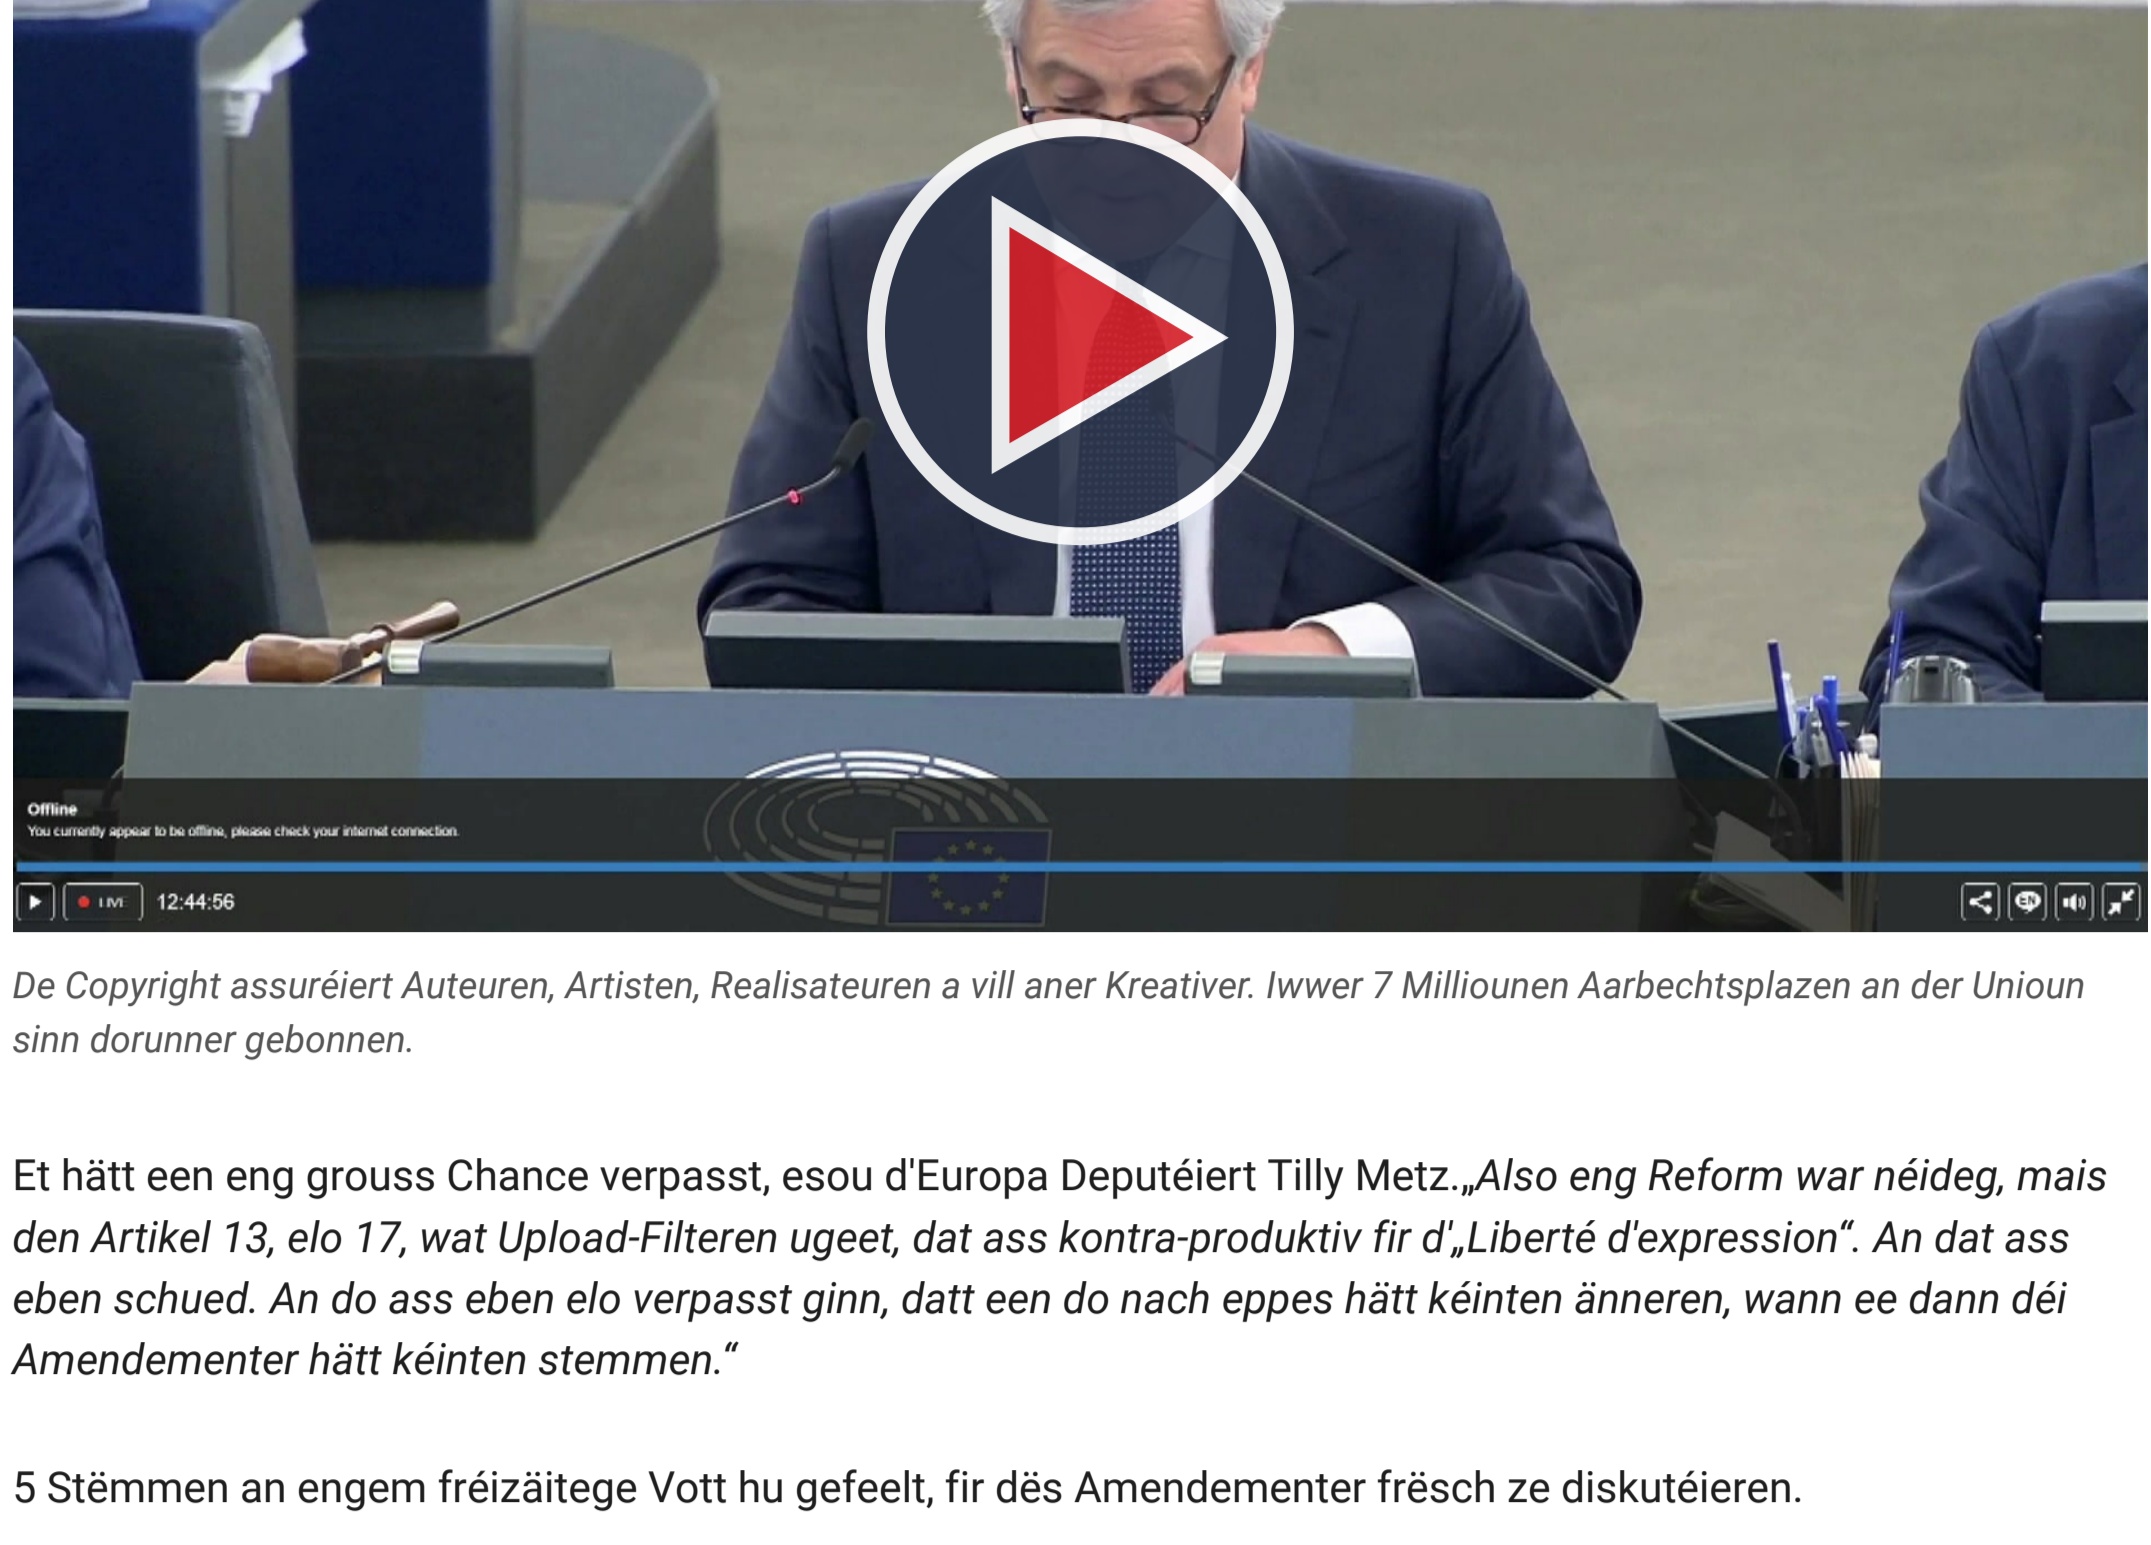 Offline
You currently appear to be offline, please check your internet connection.
LIVE 12:44:56 EN
De Copyright assuréiert Auteuren, Artisten, Realisateuren a vill aner Kreativer. Iwwer 7 Milliounen Aarbechtsplazen an der Unioun
sinn dorunner gebonnen.
Et hätt een eng grouss Chance verpasst, esou d'Europa Deputéiert Tilly Metz.„Also eng Reform war néideg, mais
den Artikel 13, elo 17, wat Upload-Filteren ugeet, dat ass kontra-produktiv fir d'„Liberté d'expression“. An dat ass
eben schued. An do ass eben elo verpasst ginn, datt een do nach eppes hätt kéinten änneren, wann ee dann déi
Amendementer hätt kéinten stemmen.“
5 Stëmmen an engem fréizäitege Vott hu gefeelt, fir dës Amendementer frësch ze diskutéieren.